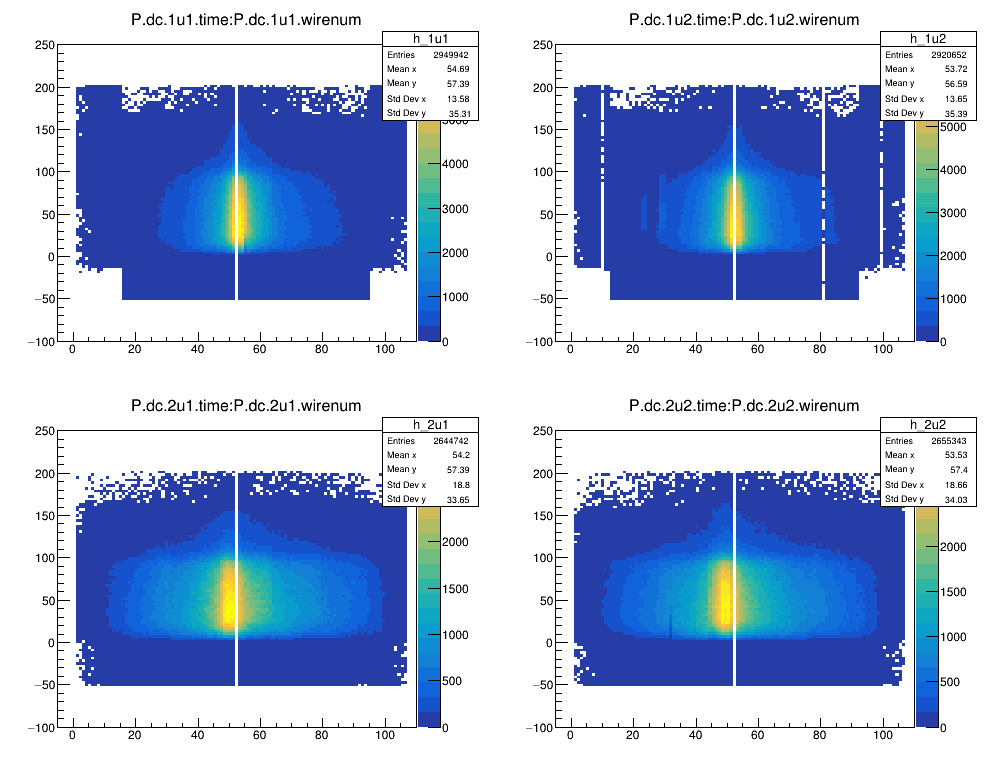 P.dc.1u1.time:P.dc.1u1.wirenum
h_1u1
Entries 2949942
Mean x 54.69
Mean y 57.39
Std Dev x 13.58
Std Dev y 35.31
250
200
150
100
50
0
−50
−100
0 20 40 60 80 100
5000
4000
3000
2000
1000
0
P.dc.1u2.time:P.dc.1u2.wirenum
h_1u2
Entries 2920652
Mean x 53.72
Mean y 56.59
Std Dev x 13.65
Std Dev y 35.39
250
200
150
100
50
0
−50
−100
0 20 40 60 80 100
5000
4000
3000
2000
1000
0
P.dc.2u1.time:P.dc.2u1.wirenum
h_2u1
Entries 2644742
Mean x 54.2
Mean y 57.39
Std Dev x 18.8
Std Dev y 33.65
250
200
150
100
50
0
−50
−100
0 20 40 60 80 100
2000
1500
1000
500
0
P.dc.2u2.time:P.dc.2u2.wirenum
h_2u2
Entries 2655343
Mean x 53.53
Mean y 57.4
Std Dev x 18.66
Std Dev y 34.03
250
200
150
100
50
0
−50
−100
0 20 40 60 80 100
2000
1500
1000
500
0